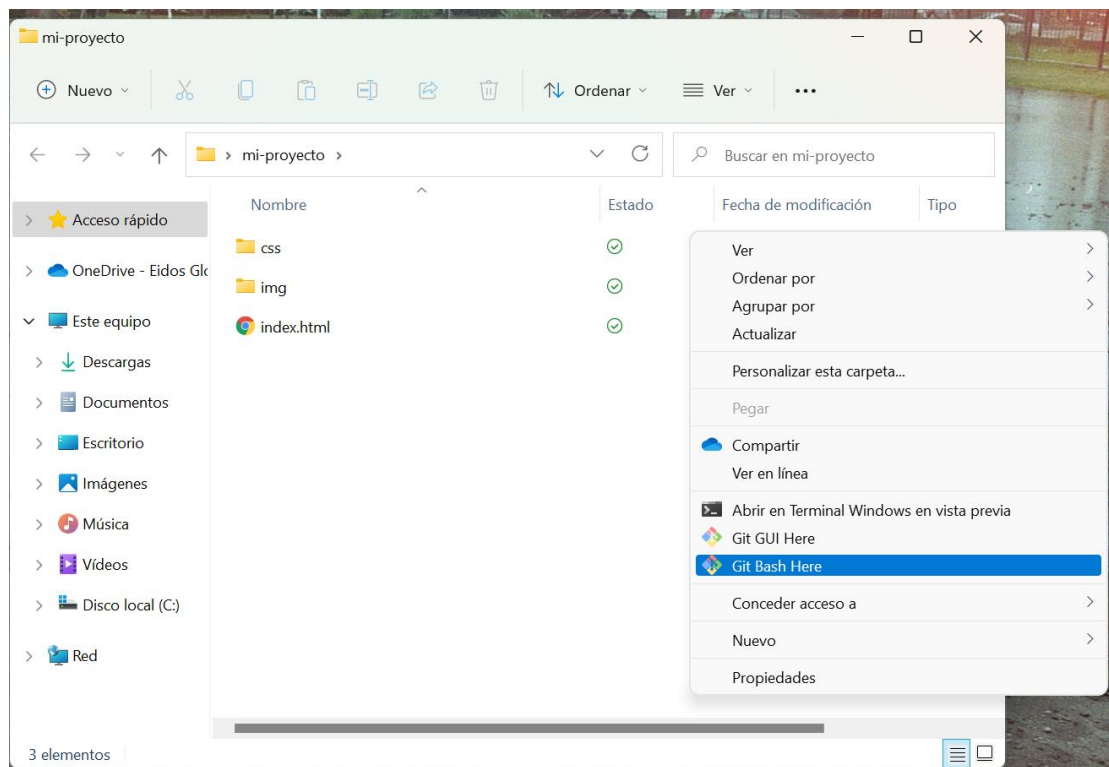 mi-proyecto
Nuevo
Ordenar
Ver
mi-proyecto
Buscar en mi-proyecto
Nombre
Estado
Fecha de modificación
Tipo
Acceso rápido
OneDrive - Eidos Glo
Este equipo
Descargas
Documentos
Escritorio
Imágenes
Música
Vídeos
Disco local (C:)
Red
css
img
index.html
Ver
Ordenar por
Agrupar por
Actualizar
Personalizar esta carpeta...
Pegar
Compartir
Ver en línea
Abrir en Terminal Windows en vista previa
Git GUI Here
Git Bash Here
Conceder acceso a
Nuevo
Propiedades
3 elementos